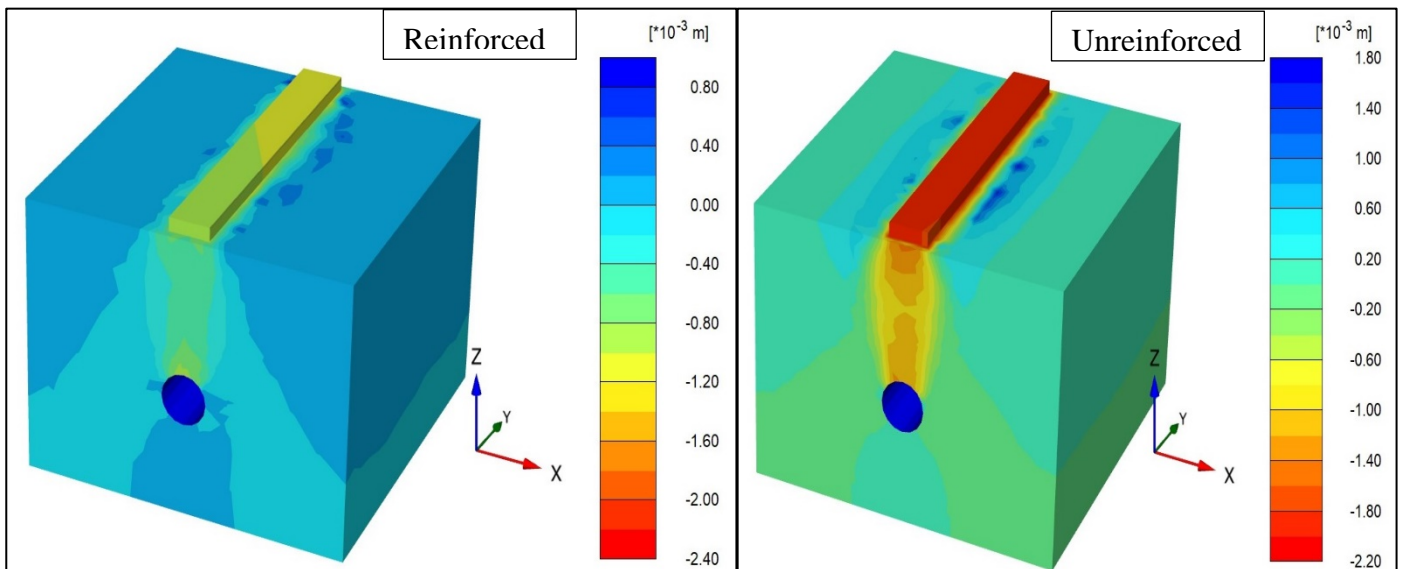 Reinforced
[*10-3 m]
0.80
0.40
0.00
-0.40
-0.80
-1.20
-1.60
-2.00
-2.40
Z
Y
X
Unreinforced
[*10-3 m]
1.80
1.40
1.00
0.60
0.20
-0.20
-0.60
-1.00
-1.40
-1.80
-2.20
Z
Y
X